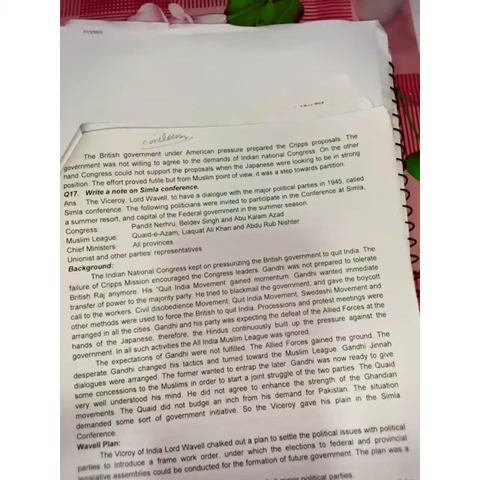 The British government under American pressure prepared the Cripps proposals. The
government was not willing to agree to the demands of Indian national Congress. On the other
hand Congress could not support the proposals when the Japanese were looking to be in strong
position. The effort proved futile but from Muslim point of view, it was a step towards partition.
Q17. Write a note on Simla conference.
Ans. The Viceroy, Lord Wavell, to have a dialogue with the major political parties in 1945, called
Simla conference. The following politicians were invited to participate in the Conference at Simla,
a summer resort, and capital of the Federal government in the summer season.
Congress: Pandit Nerhru, Beldev Singh and Abu Kalam Azad
Muslim League: Quaid-e-Azam, Liaquat Ali Khan and Abdu Rub Nishter
Chief Ministers: All provinces
Unionist and other parties' representatives
Background:
The Indian National Congress kept on pressurizing the British government to quit India. The
failure of Cripps Mission encouraged the Congress leaders. Gandhi was not prepared to tolerate
British Raj anymore. His "Quit India Movement' gained momentum. Gandhi wanted immediate
transfer of power to the majority party. He tried to blackmail the government, and gave the boycott
call to the workers. Civil disobedience Movement, Quit India Movement, Swedeshi Movement and
other methods were used to force the British to quit India. Processions and protest meetings were
arranged in all the cities. Gandhi and his party was expecting the defeat of the Allied Forces at the
hands of the Japanese, therefore, the Hindus continuously built up the pressure against the
government. In all such activities the All India Muslim League was ignored.
The expectations of Gandhi were not fulfilled. The Allied Forces gained the ground. The
desperate Gandhi changed his tactics and turned toward the Muslim League. Gandhi Jinnah
dialogues were arranged. The former wanted to entrap the later. Gandhi was now ready to give
some concessions to the Muslims in order to start a joint struggle of the two parties. The Quaid
very well understood his mind. He did not agree to enhance the strength of the Ghandian
movements. The Quaid did not budge an inch from his demand for Pakistan. The situation
demanded some sort of government initiative. So the Viceroy gave his plan in the Simla
Conference.
Wavell Plan:
The Vicroy of India Lord Wavell chalked out a plan to settle the political issues with political
parties to introduce a frame work order, under which the elections to federal and provincial
legislative assemblies could be conducted for the formation of future government. The plan was a
major political parties.